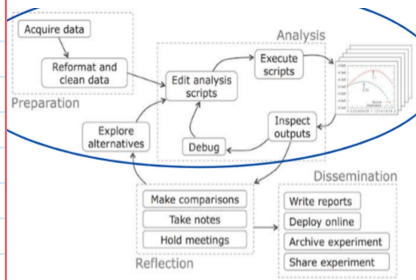 Acquire data
Reformat and
clean data
Preparation
Analysis
Edit analysis
scripts
Execute
scripts
Inspect
outputs
Debug
Explore
alternatives
Make comparisons
Take notes
Hold meetings
Reflection
Dissemination
Write reports
Deploy online
Archive experiment
Share experiment